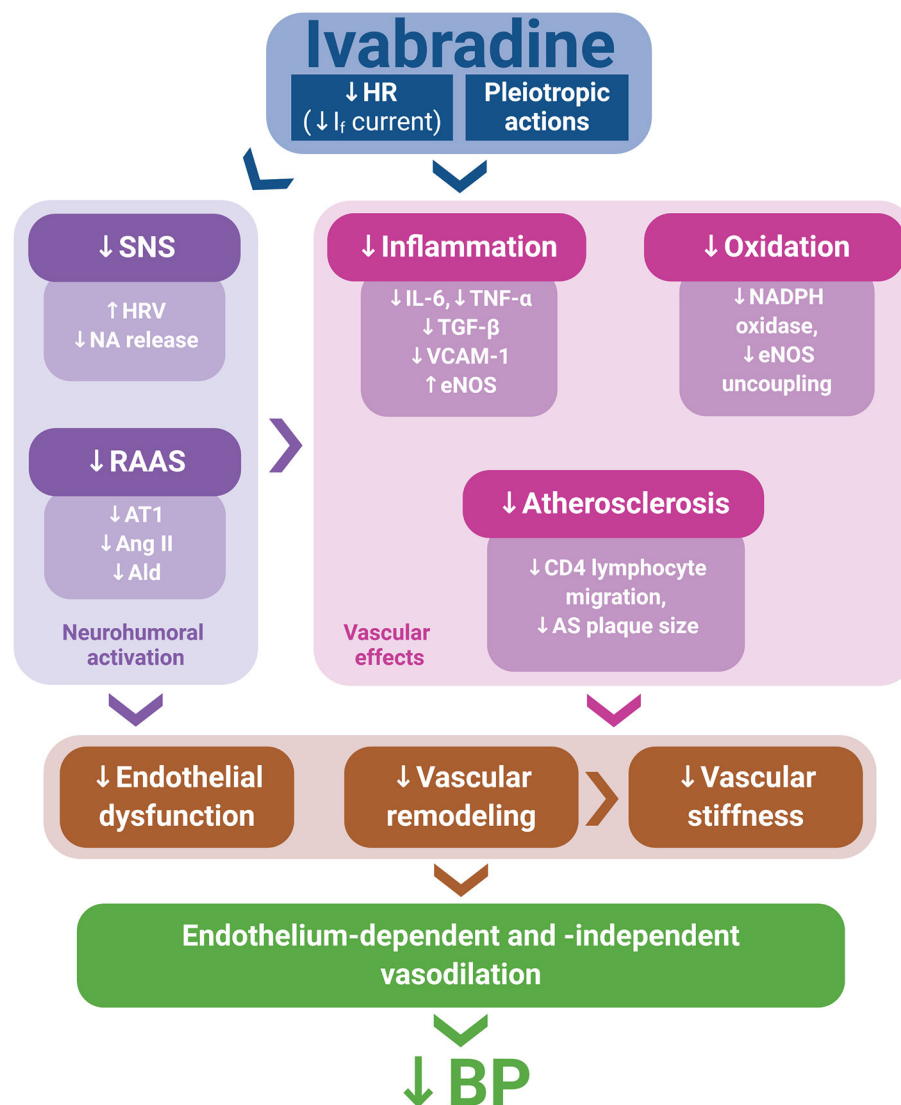 Ivabradine
↓HR
(↓I_f current)
Pleiotropic
actions
↓SNS
↑HRV
↓NA release
↓RAAS
↓AT1
↓Ang II
↓Ald
Neurohumoral
activation
↓Inflammation
↓IL-6,↓TNF-α
↓TGF-β
↓VCAM-1
↑eNOS
↓Oxidation
↓NADPH
oxidase,
↓eNOS
uncoupling
↓Atherosclerosis
↓CD4 lymphocyte
migration,
↓AS plaque size
Vascular
effects
↓Endothelial
dysfunction
↓Vascular
remodeling
↓Vascular
stiffness
Endothelium-dependent and -independent
vasodilation
↓BP